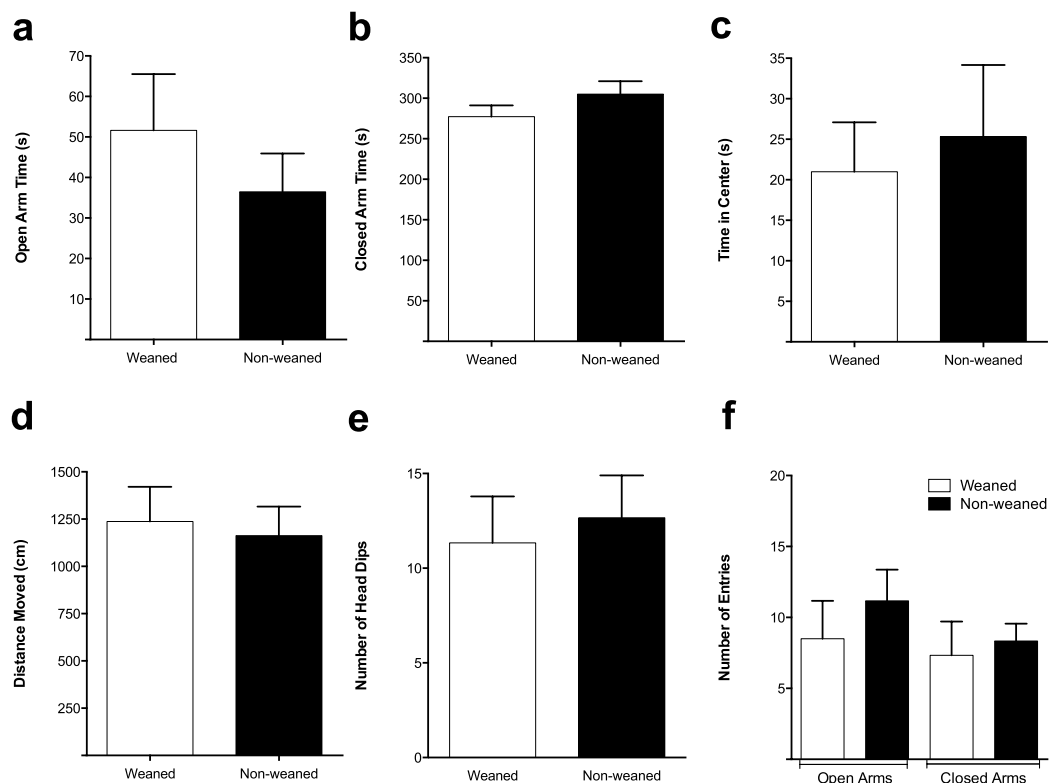 a
70
60
50
40
30
20
10
Open Arm Time (s)
Weaned Non-weaned
b
350
300
250
200
150
100
50
Closed Arm Time (s)
Weaned Non-weaned
c
35
30
25
20
15
10
5
Time in Center (s)
Weaned Non-weaned
d
1500
1250
1000
750
500
250
Distance Moved (cm)
Weaned Non-weaned
e
15
10
5
0
Number of Head Dips
Weaned Non-weaned
f
20
15
10
5
Number of Entries
Weaned
Non-weaned
Open Arms Closed Arms